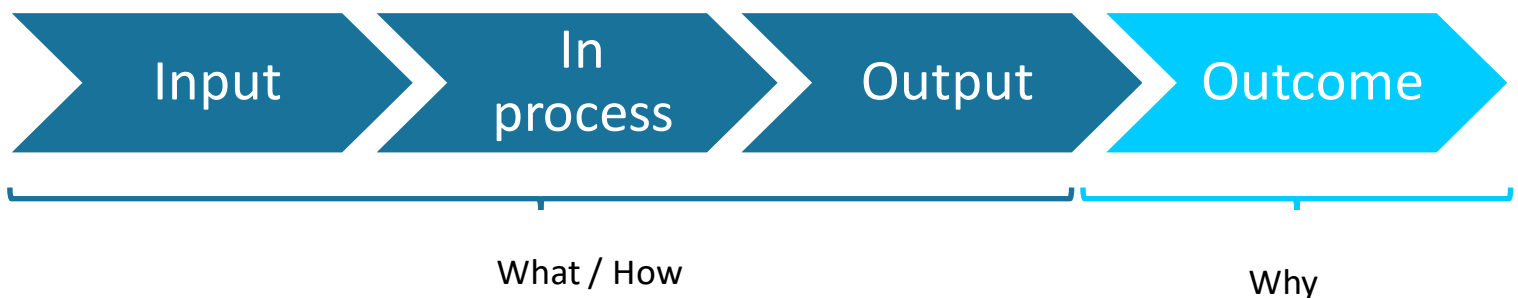 Input
In
process
Output
Outcome
What / How
Why